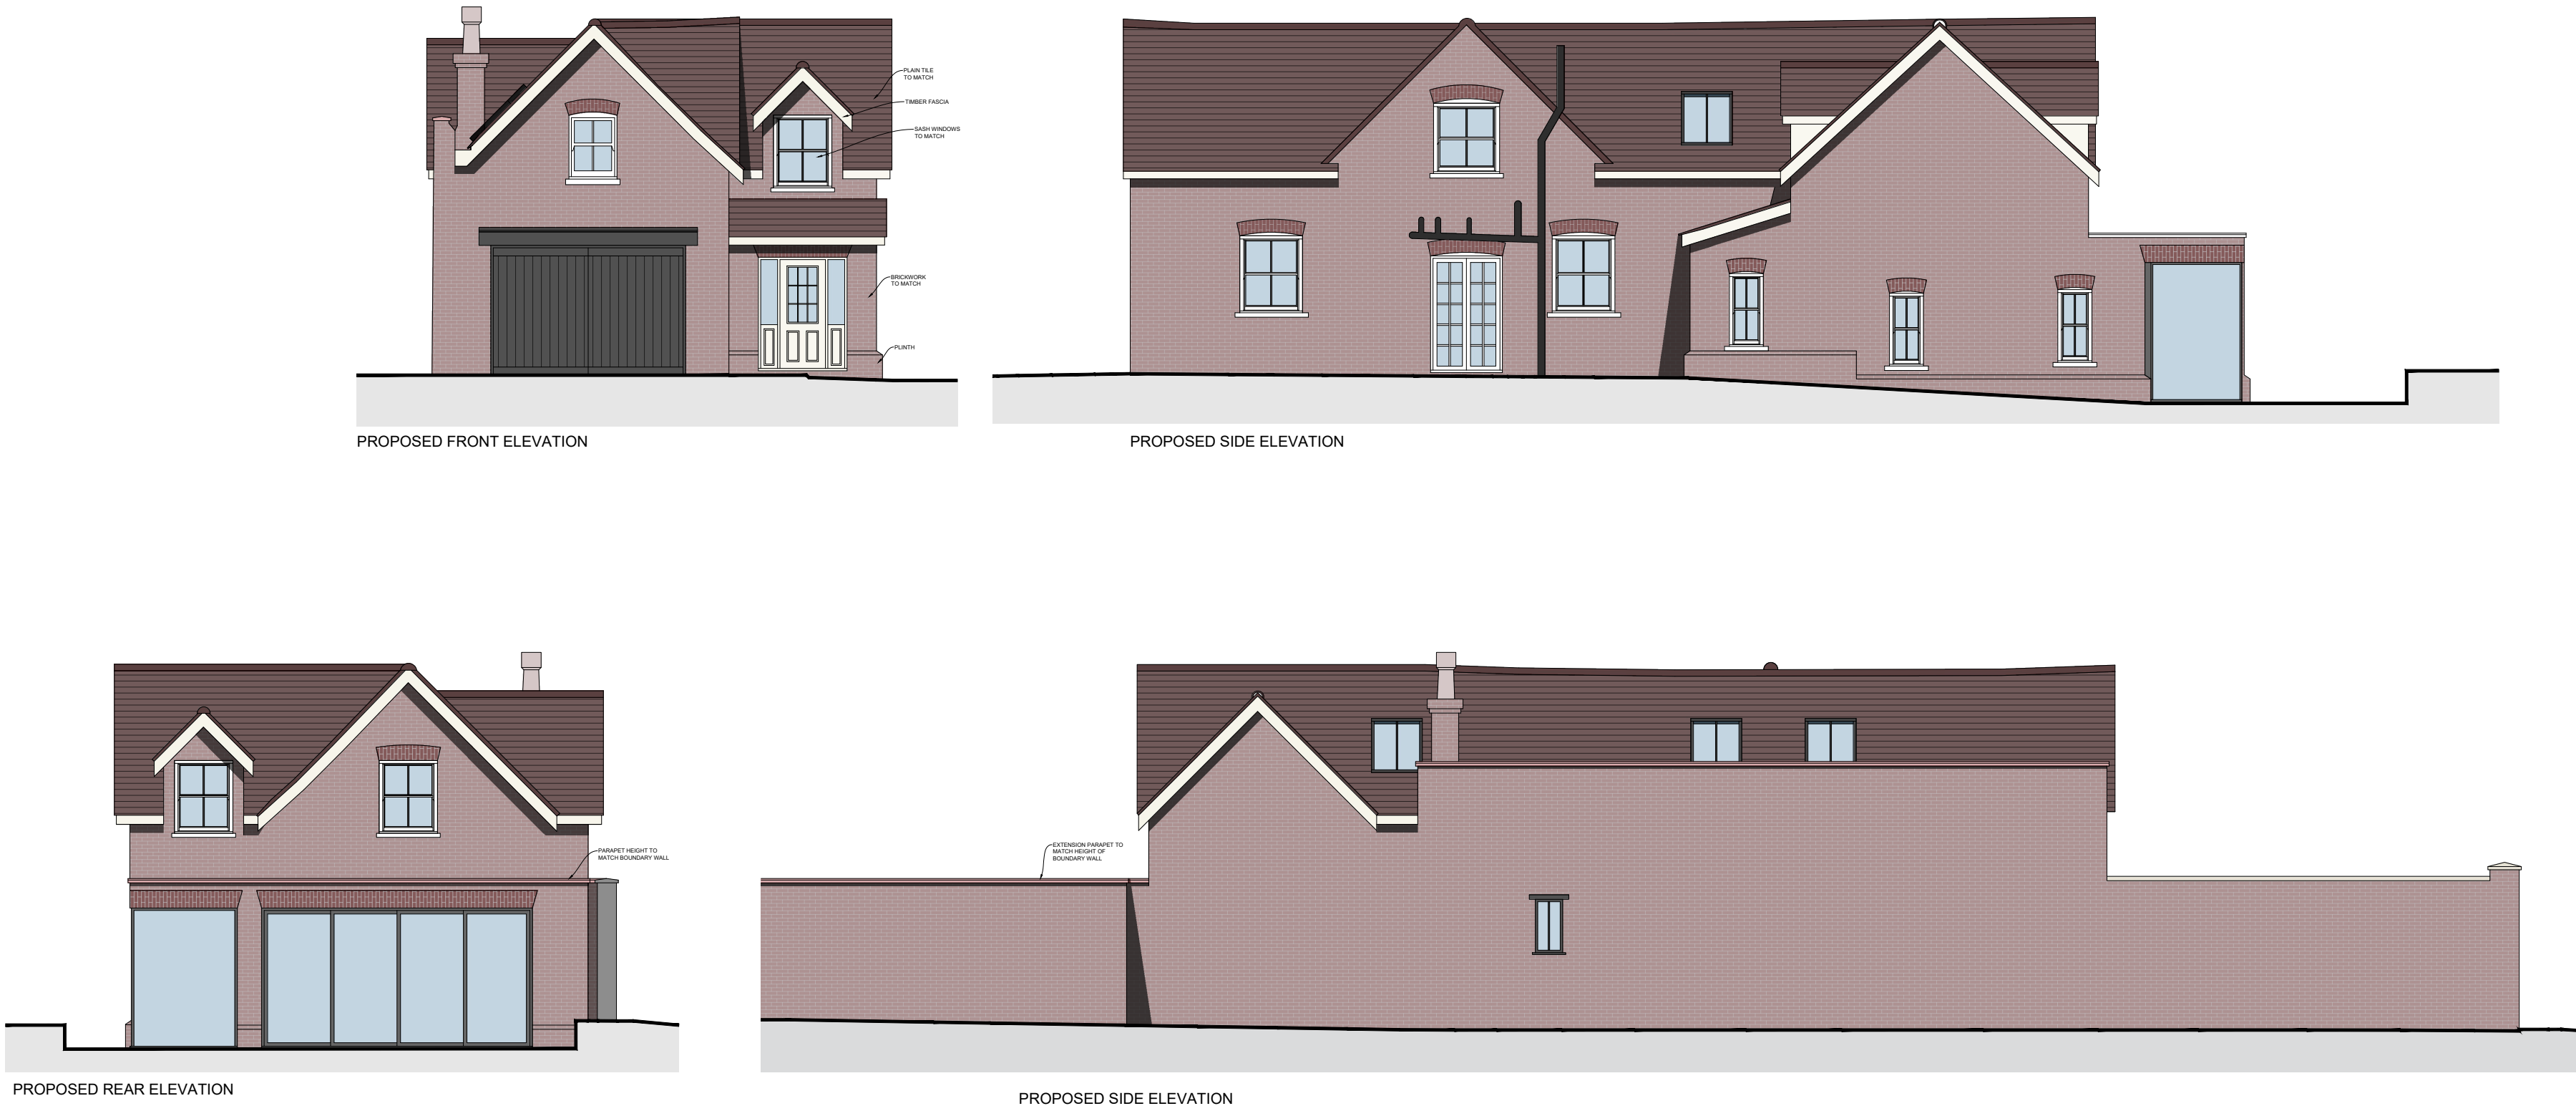 PLAIN TILE
TO MATCH
TIMBER FASCIA
SASH WINDOWS
TO MATCH
BRICKWORK
TO MATCH
PLINTH
PROPOSED FRONT ELEVATION
PROPOSED SIDE ELEVATION
PARAPET HEIGHT TO
MATCH BOUNDARY WALL
EXTENSION PARAPET TO
MATCH HEIGHT OF
BOUNDARY WALL
PROPOSED REAR ELEVATION
PROPOSED SIDE ELEVATION